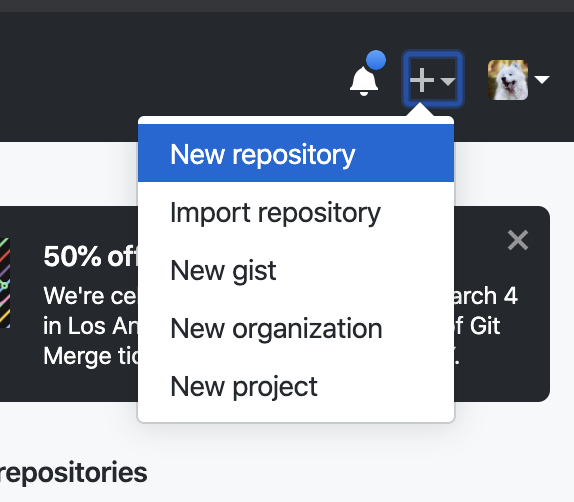 New repository
Import repository
New gist
New organization
New project
50% of
We're ce
arch 4
in Los An
of Git
Merge tic
repositories